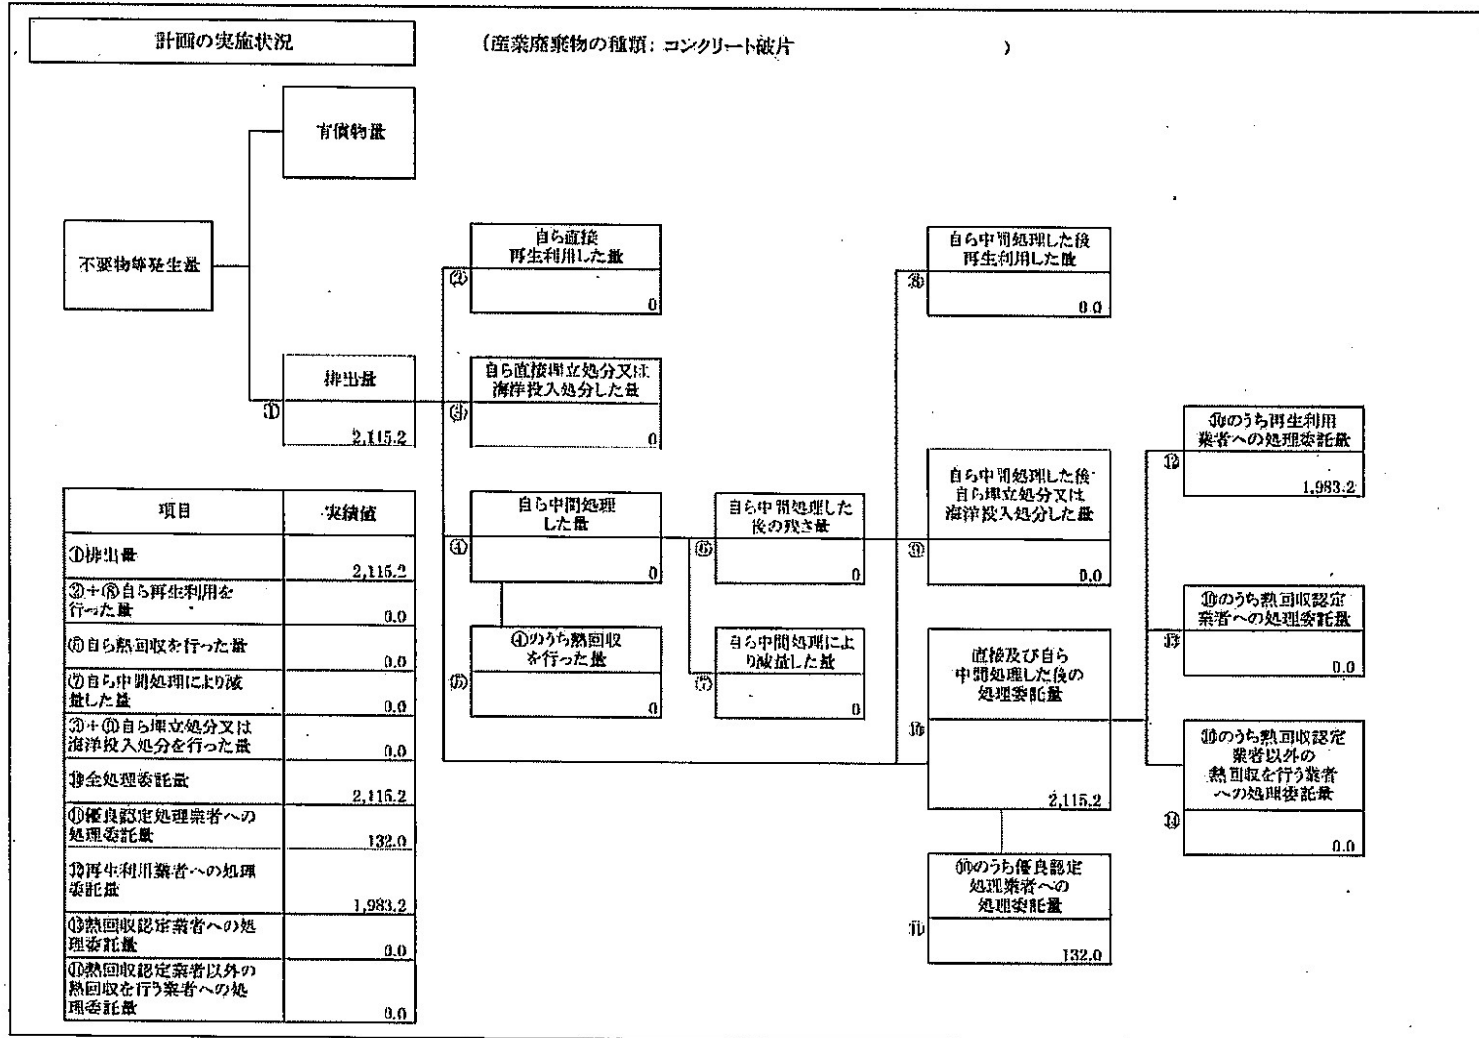 計画の実施状況
(産業廃棄物の種類: コンクリート破片 )
有償物量
不要物等発生量
排出量
①
2,115.2
自ら直接
再生利用した量
②
0
自ら直接埋立処分又は
海洋投入処分した量
③
0
自ら中間処理
した量
④
0
④のうち熱回収
を行った量
⑤
0
自ら中間処理した
後の残さ量
⑥
0
自ら中間処理によ
り減量した量
⑦
0
自ら中間処理した後
再生利用した量
⑧
0.0
自ら中間処理した後
自ら埋立処分又は
海洋投入処分した量
⑨
0.0
直接及び自ら
中間処理した後の
処理委託量
⑩
2,115.2
⑩のうち優良認定
処理業者への
処理委託量
⑪
132.0
⑩のうち再生利用
業者への処理委託量
⑫
1,983.2
⑩のうち熱回収認定
業者への処理委託量
⑬
0.0
⑩のうち熱回収認定
業者以外の
熱回収を行う業者
への処理委託量
⑭
0.0
項目 実績値
①排出量
2,115.2
②+⑧自ら再生利用を
行った量 0.0
⑤自ら熱回収を行った量 0.0
⑦自ら中間処理により減
量した量 0.0
③+⑨自ら埋立処分又は
海洋投入処分を行った量 0.0
⑩全処理委託量
2,115.2
⑪優良認定処理業者への
処理委託量 132.0
⑫再生利用業者への処理
委託量
1,983.2
⑬熱回収認定業者への処
理委託量 0.0
⑭熱回収認定業者以外の
熱回収を行う業者への処
理委託量 0.0